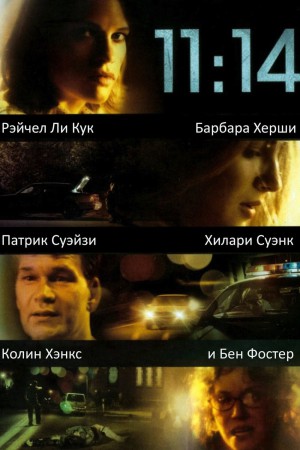 11:14
Рэйчел Ли Кук
Барбара Херши
Патрик Суэйзи
Хилари Суэнк
Колин Хэнкс
и Бен Фостер